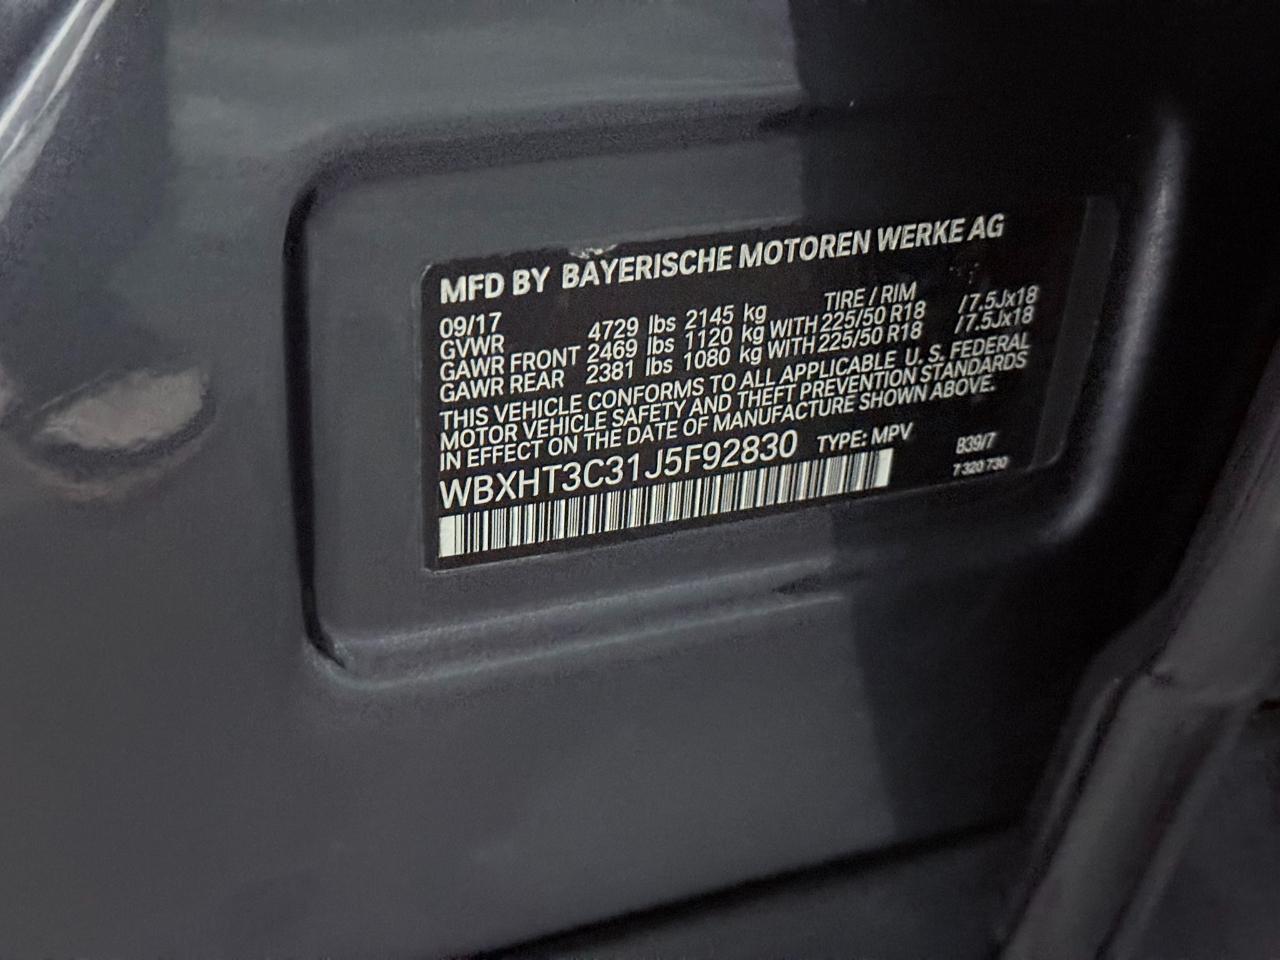 MFD BY BAYERISCHE MOTOREN WERKE AG
09/17 TIRE / RIM
GVWR 4729 lbs 2145 kg
GAWR FRONT 2469 lbs 1120 kg WITH 225/50 R18 /7.5Jx18
GAWR REAR 2381 lbs 1080 kg WITH 225/50 R18 /7.5Jx18
THIS VEHICLE CONFORMS TO ALL APPLICABLE U. S. FEDERAL
MOTOR VEHICLE SAFETY AND THEFT PREVENTION STANDARDS
IN EFFECT ON THE DATE OF MANUFACTURE SHOWN ABOVE.
WBXHT3C31J5F92830 TYPE: MPV B39/7
7 320 730